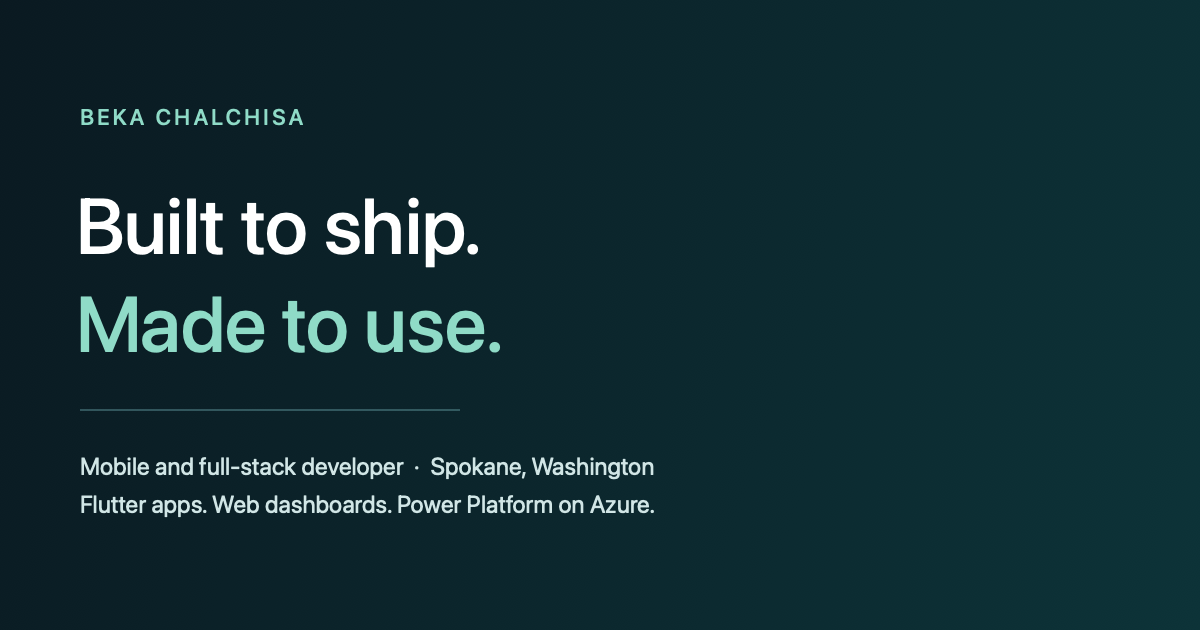 BEKA CHALCHISA
Built to ship.
Made to use.
Mobile and full-stack developer · Spokane, Washington
Flutter apps. Web dashboards. Power Platform on Azure.